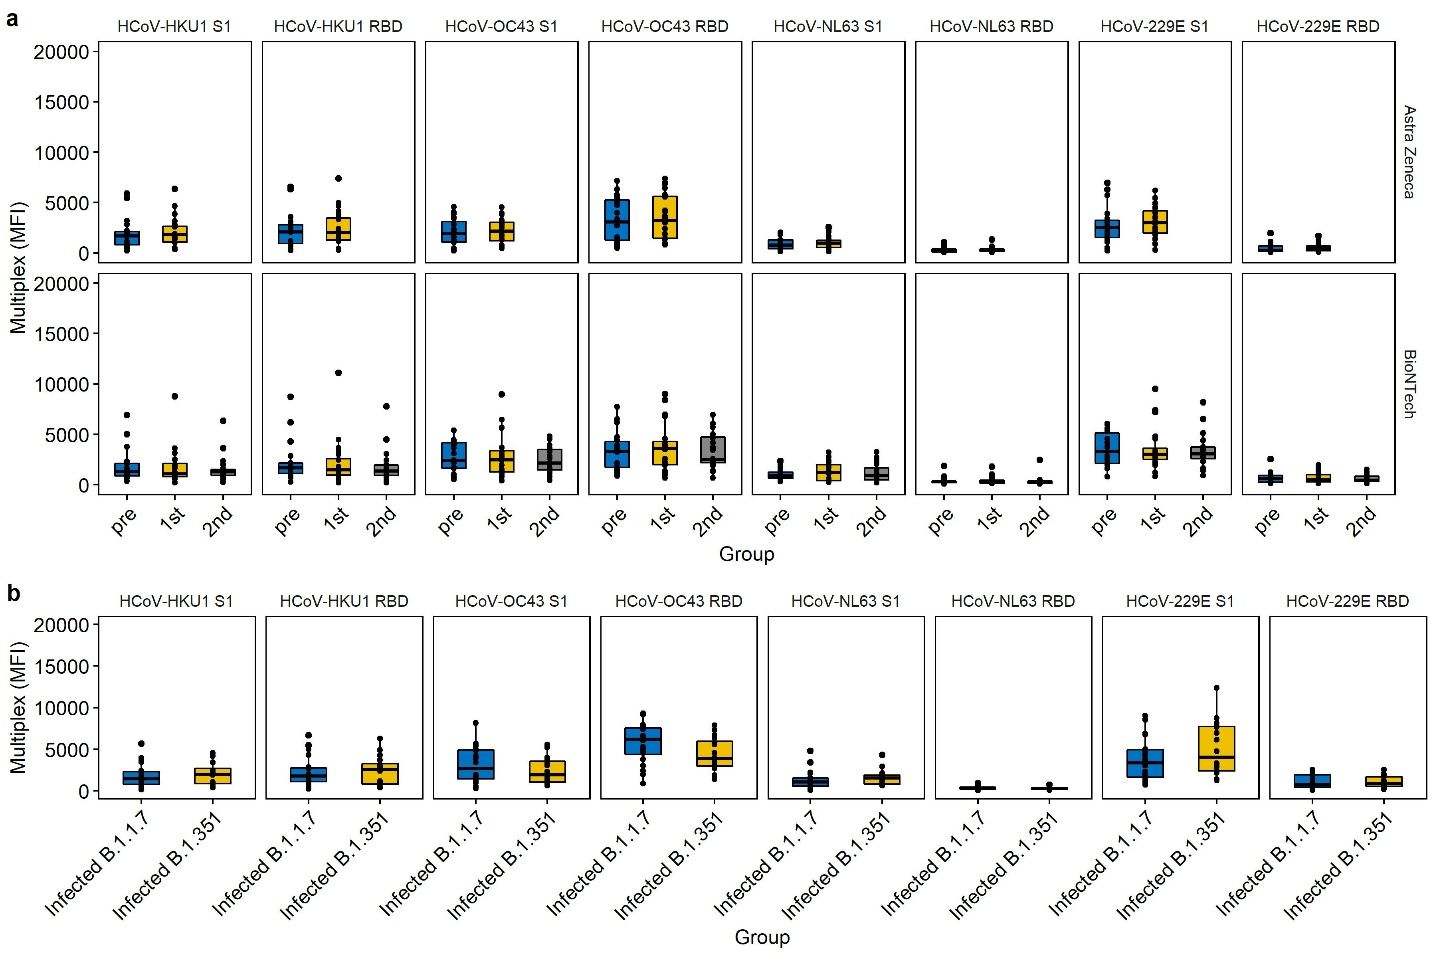 a
HCoV-HKU1 S1 HCoV-HKU1 RBD HCoV-OC43 S1 HCoV-OC43 RBD HCoV-NL63 S1 HCoV-NL63 RBD HCoV-229E S1 HCoV-229E RBD
20000
15000
10000
5000
0
Astra Zeneca
Multiplex (MFI)
20000
15000
10000
5000
0
BioNTech
pre 1st 2nd pre 1st 2nd pre 1st 2nd pre 1st 2nd pre 1st 2nd pre 1st 2nd pre 1st 2nd pre 1st 2nd
Group
b
HCoV-HKU1 S1 HCoV-HKU1 RBD HCoV-OC43 S1 HCoV-OC43 RBD HCoV-NL63 S1 HCoV-NL63 RBD HCoV-229E S1 HCoV-229E RBD
20000
15000
10000
5000
0
Multiplex (MFI)
Infected B.1.1.7 Infected B.1.351 Infected B.1.1.7 Infected B.1.351 Infected B.1.1.7 Infected B.1.351 Infected B.1.1.7 Infected B.1.351 Infected B.1.1.7 Infected B.1.351 Infected B.1.1.7 Infected B.1.351 Infected B.1.1.7 Infected B.1.351 Infected B.1.1.7 Infected B.1.351
Group